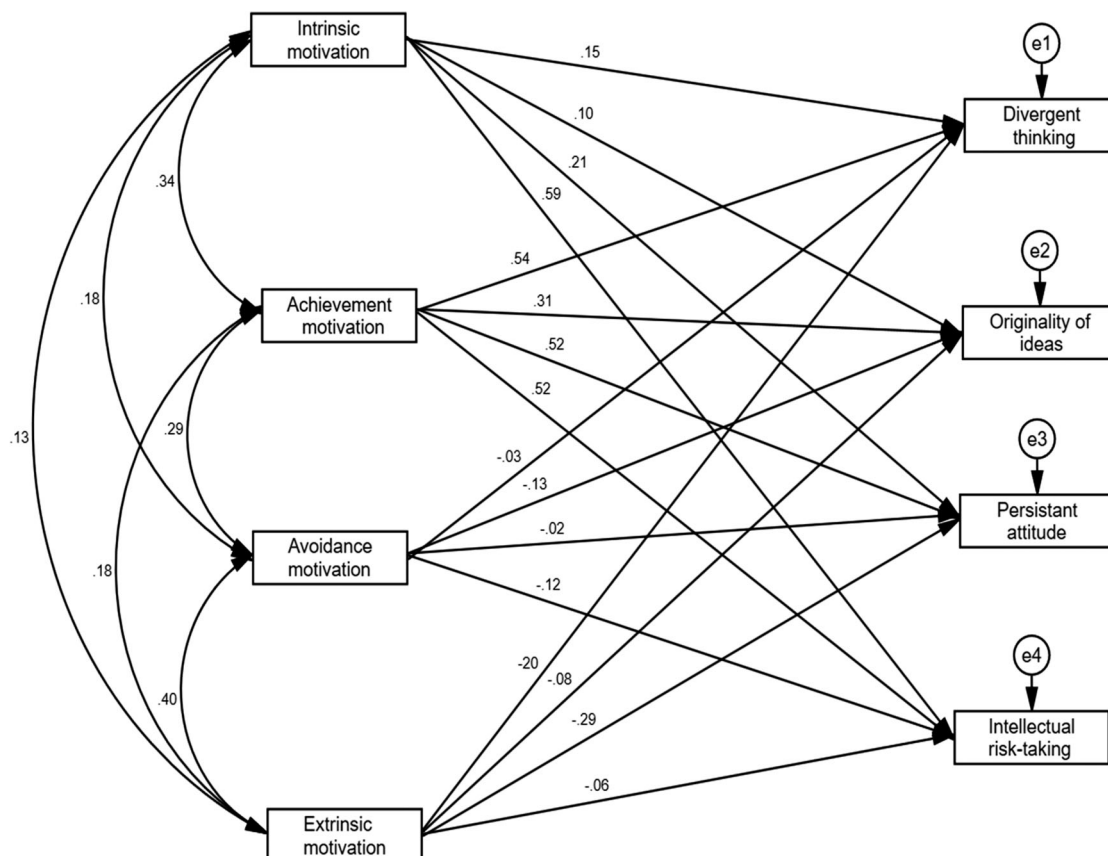 Intrinsic
motivation
e1
.15
Divergent
thinking
.10
.21
.34
.59
e2
.54
.18
Achievement
motivation
.31
Originality of
ideas
.52
.52
.13
.29
e3
-.03
-.13
Persistant
attitude
-.02
Avoidance
motivation
.18
-.12
e4
-20
-.08
.40
-.29
Intellectual
risk-taking
-.06
Extrinsic
motivation